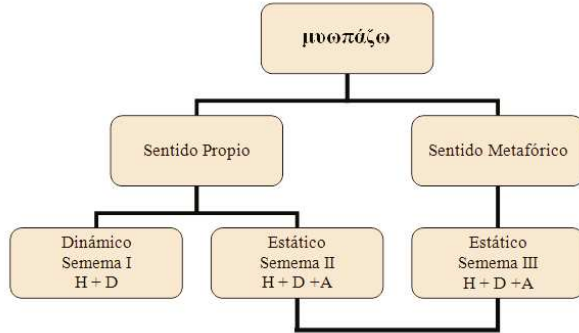 μυωπάζω
Sentido Propio
Sentido Metafórico
Dinámico
Semema I
H + D
Estático
Semema II
H + D +A
Estático
Semema III
H + D +A